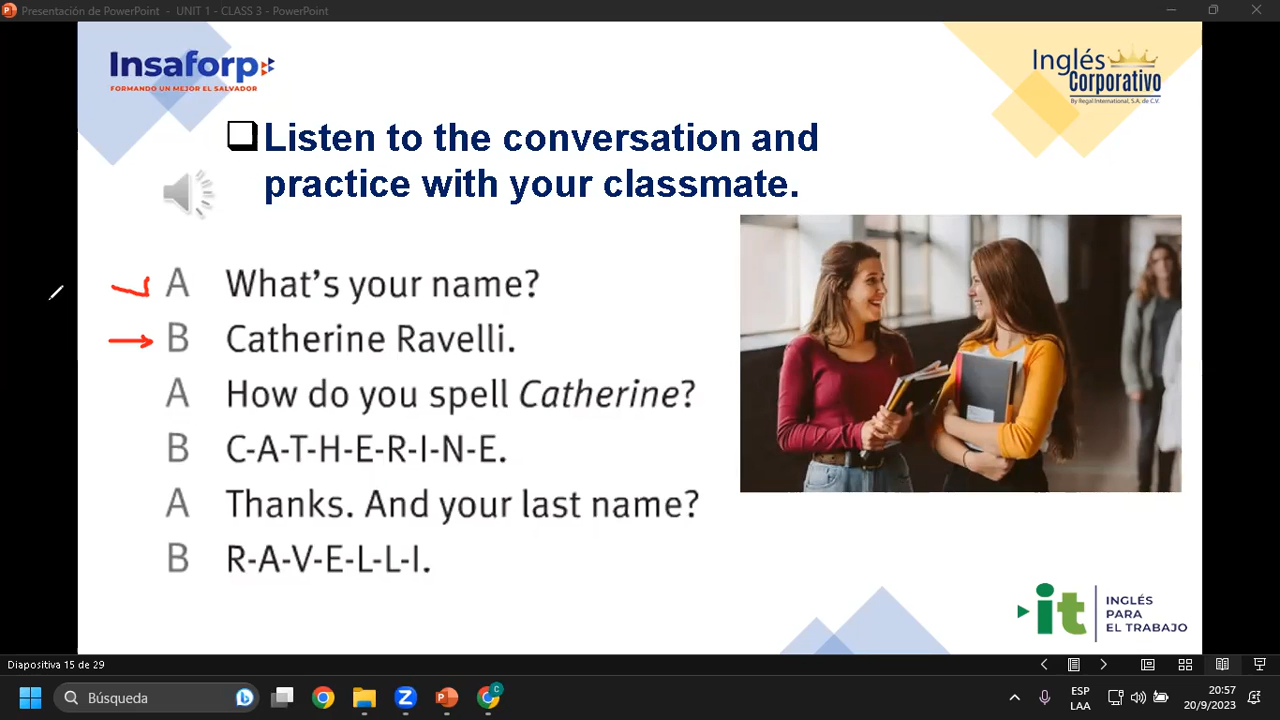 Presentación de PowerPoint - UNIT 1 - CLASS 3 - PowerPoint
Insaforp
FORMANDO UN MEJOR EL SALVADOR
Inglés
Corporativo
By Regal International, S.A. de C.V.
Listen to the conversation and
practice with your classmate.
A What's your name?
B Catherine Ravelli.
A How do you spell Catherine?
B C-A-T-H-E-R-I-N-E.
A Thanks. And your last name?
B R-A-V-E-L-L-I.
it INGLÉS
PARA
EL TRABAJO
Diapositiva 15 de 29
Búsqueda
C
ESP
LAA
20:57
20/9/2023